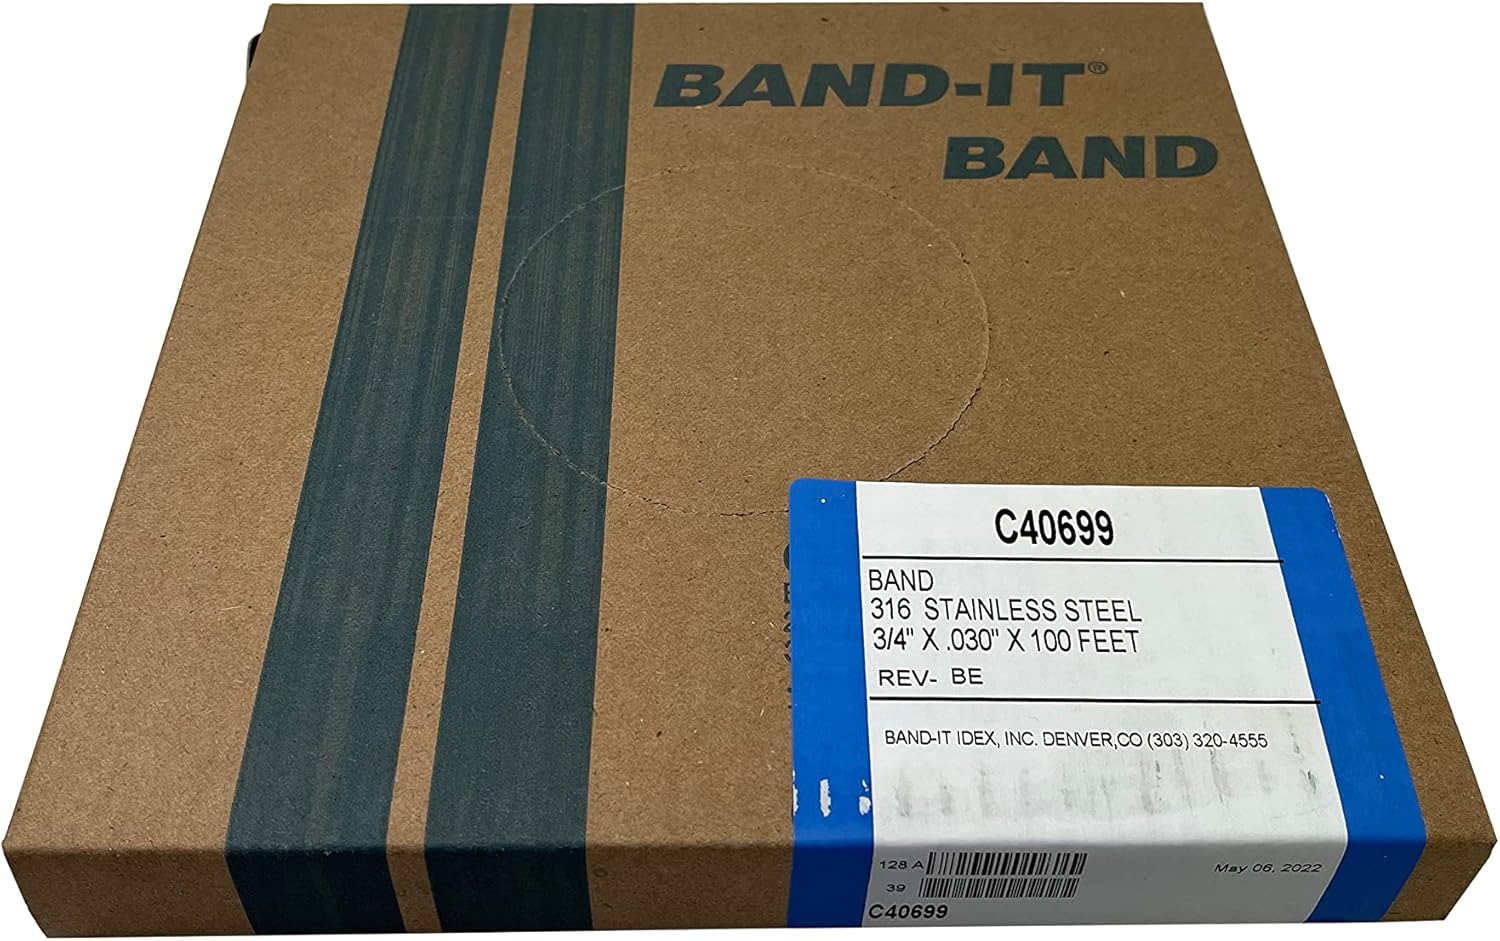 BAND-IT®
BAND
C40699
BAND
316 STAINLESS STEEL
3/4" X .030" X 100 FEET
REV- BE
BAND-IT IDEX, INC. DENVER,CO (303) 320-4555
128 A
May 06, 2022
39
C40699